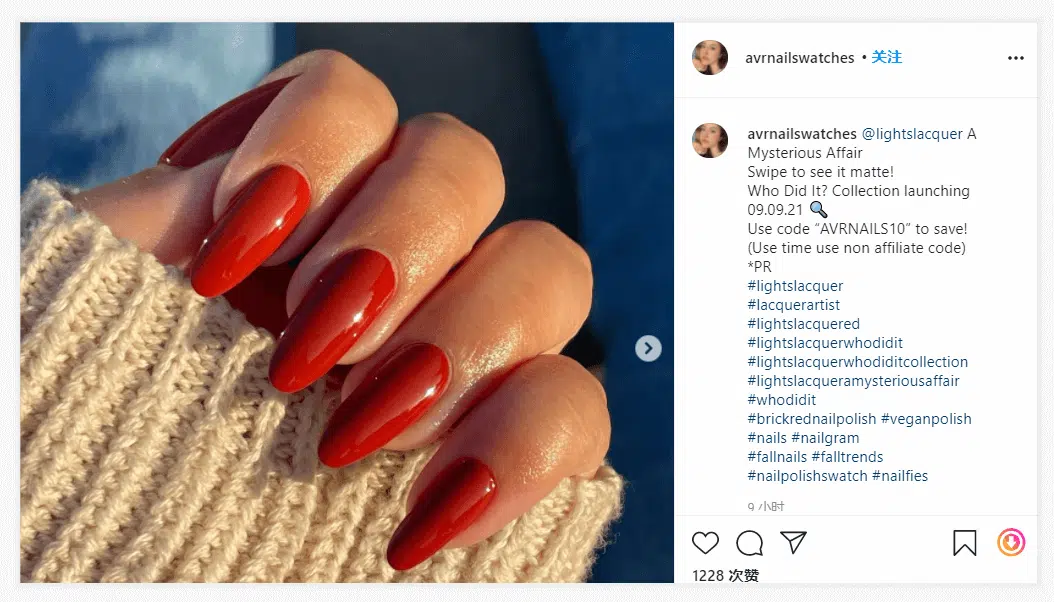 avrnailswatches • 关注
avrnailswatches @lightslacquer A
Mysterious Affair
Swipe to see it matte!
Who Did It? Collection launching
09.09.21 🔍
Use code “AVRNAILS10” to save!
(Use time use non affiliate code)
*PR
#lightslacquer
#lacquerartist
#lightslacquered
#lightslacquerwhodidit
#lightslacquerwhodiditcollection
#lightslacqueramysteriousaffair
#whodidit
#brickrednailpolish #veganpolish
#nails #nailgram
#fallnails #falltrends
#nailpolishswatch #nailfies
9 小时
1228 次赞